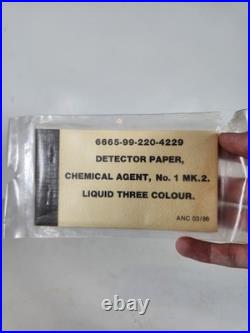 6665-99-220-4229
DETECTOR PAPER,
CHEMICAL AGENT, No. 1 MK.2.
LIQUID THREE COLOUR.
ANC 03/86